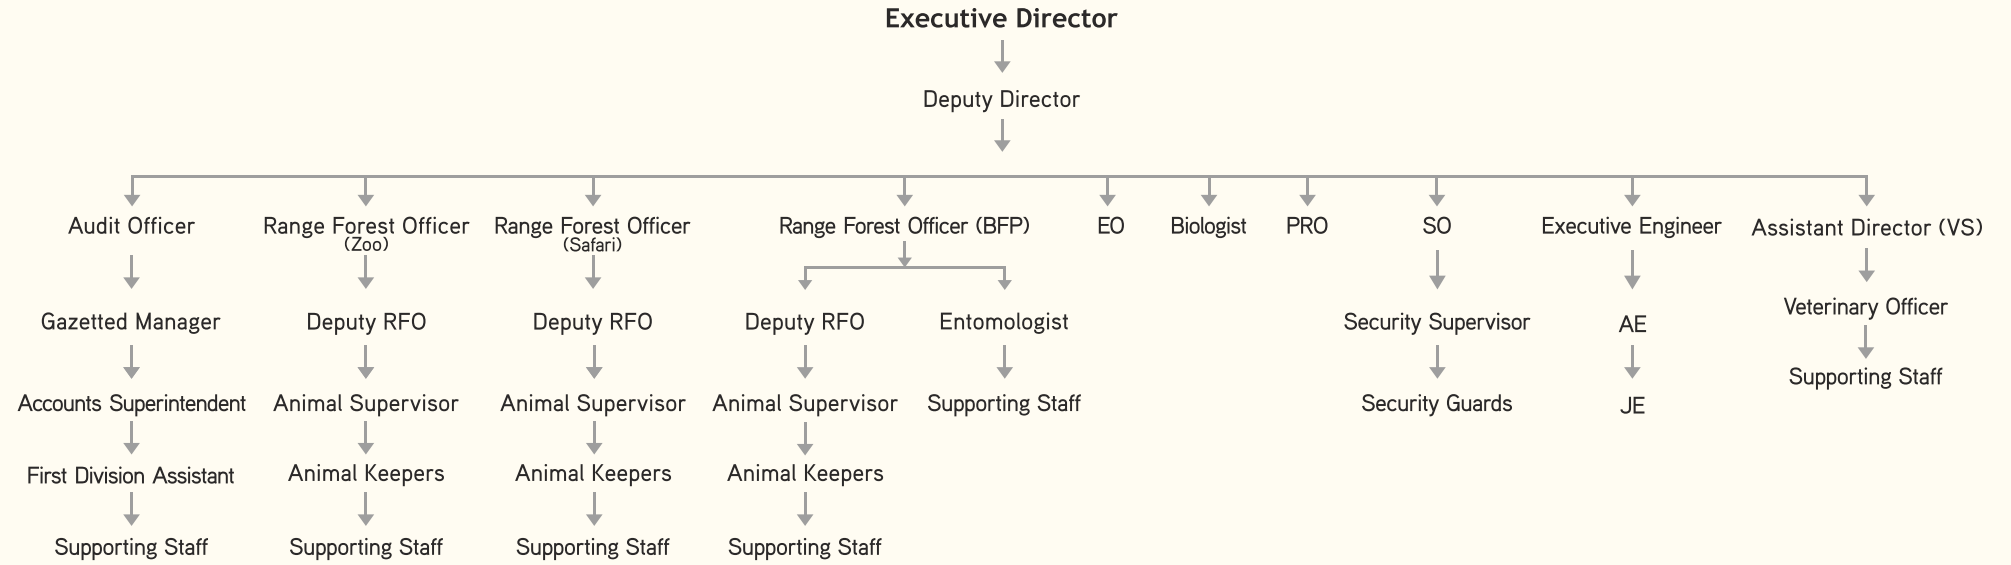 Executive Director
Deputy Director
Audit Officer
Range Forest Officer
(Zoo)
Range Forest Officer
(Safari)
Range Forest Officer (BFP)
EO
Biologist
PRO
SO
Executive Engineer
Assistant Director (VS)
Gazetted Manager
Deputy RFO
Deputy RFO
Deputy RFO
Entomologist
Security Supervisor
AE
Veterinary Officer
Accounts Superintendent
Animal Supervisor
Animal Supervisor
Animal Supervisor
Supporting Staff
Security Guards
JE
Supporting Staff
First Division Assistant
Animal Keepers
Animal Keepers
Animal Keepers
Supporting Staff
Supporting Staff
Supporting Staff
Supporting Staff